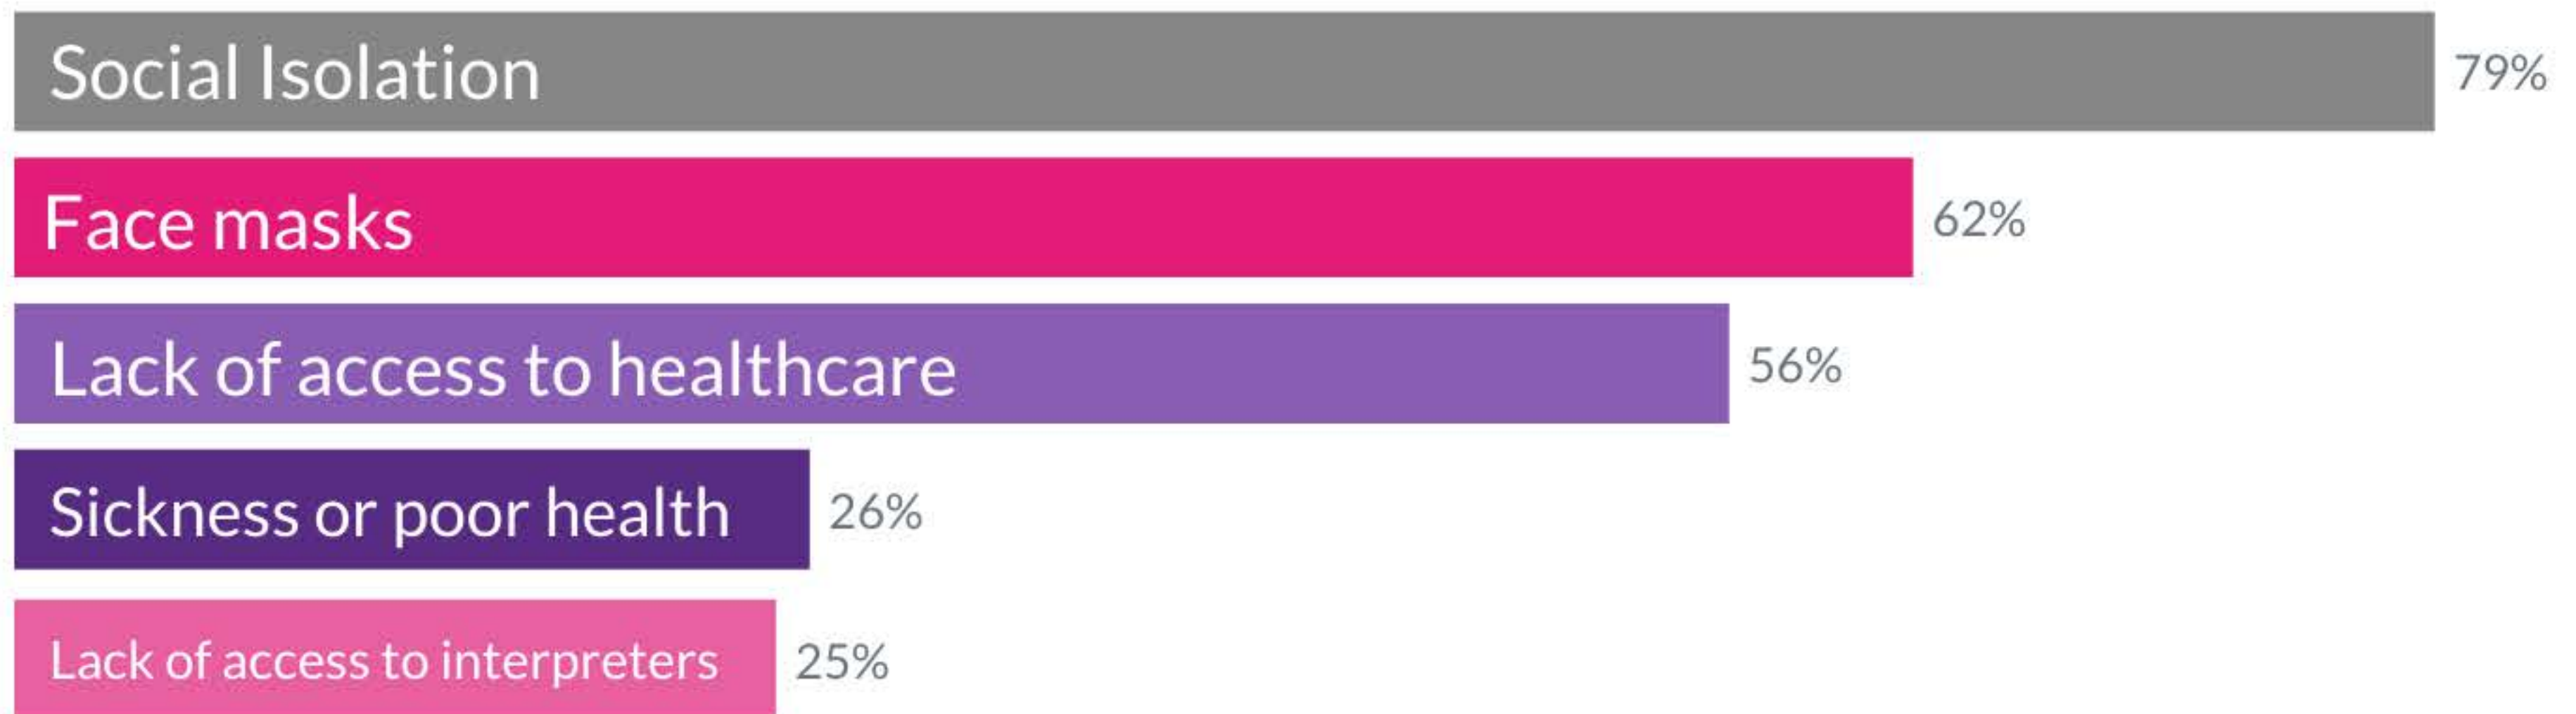 Social Isolation 79%
Face masks 62%
Lack of access to healthcare 56%
Sickness or poor health 26%
Lack of access to interpreters 25%